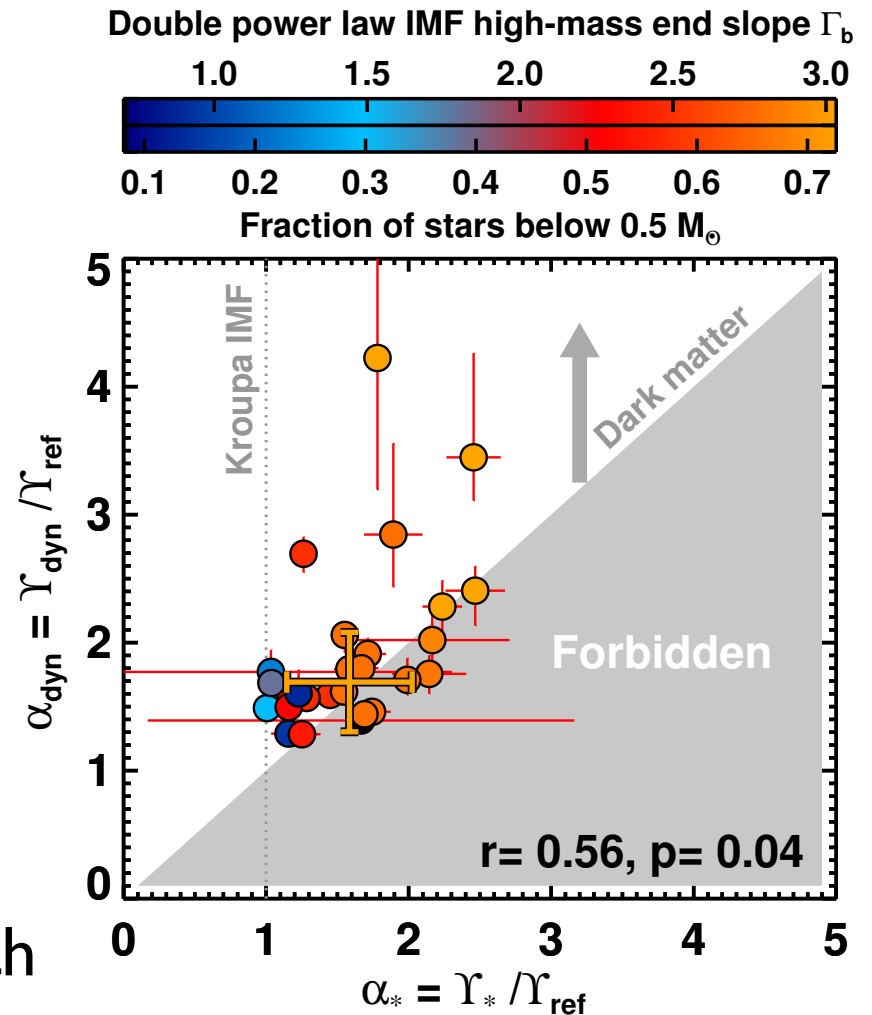 Double power law IMF high-mass end slope Γb
1.0 1.5 2.0 2.5 3.0
0.1 0.2 0.3 0.4 0.5 0.6 0.7
Fraction of stars below 0.5 M⊙
5
Kroupa IMF
Dark matter
4
αdyn = ϒdyn /ϒref
3
2
Forbidden
1
r= 0.56, p= 0.04
0
0 1 2 3 4 5
α* = ϒ* /ϒref